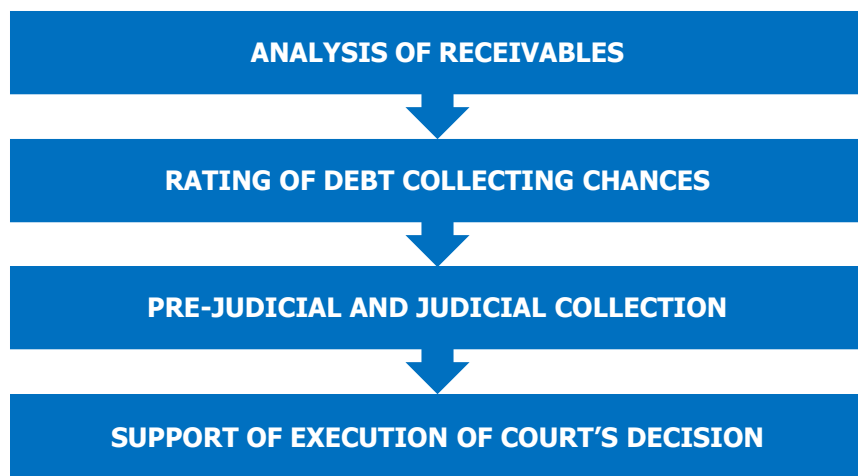 ANALYSIS OF RECEIVABLES
RATING OF DEBT COLLECTING CHANCES
PRE-JUDICIAL AND JUDICIAL COLLECTION
SUPPORT OF EXECUTION OF COURT’S DECISION